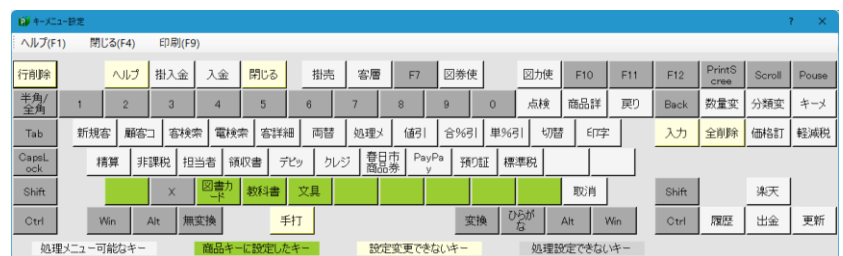 キーメニュー設定 ? ×
ヘルプ(F1) 閉じる(F4) 印刷(F9)
行削除 ヘルプ 掛入金 入金 閉じる 掛売 客層 F7 図券使 図力使 F10 F11 F12 PrintS
cree Scroll Pouse
半角/
全角 1 2 3 4 5 6 7 8 9 0 点検 商品詳 戻り Back 数量変 分類変 キーメ
Tab 新規客 顧客コ 客検索 電検索 客詳細 両替 処理メ 値引 合%引 単%引 切替 印字 入力 全削除 価格訂 軽減税
CapsL
ock 精算 非課税 担当者 領収書 デビッ クレジ 春日市
商品券 PayPa
y 預り証 標準税
Shift X 図書カ
ード 教科書 文具 取消 Shift 楽天
Ctrl Win Alt 無変換 手打 変換 ひらが
な Alt Win Ctrl 履歴 出金 更新
処理メニュー可能なキー 商品キーに設定したキー 設定変更できないキー 処理設定できないキー